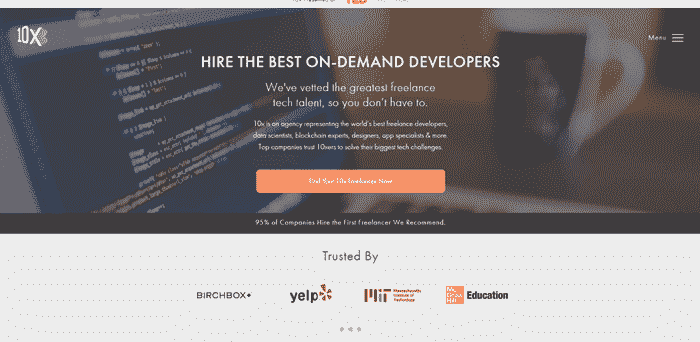 10X
Menu
HIRE THE BEST ON-DEMAND DEVELOPERS
We've vetted the greatest freelance
tech talent, so you don't have to.
10x is an agency representing the world's best freelance developers,
data scientists, blockchain experts, designers, app specialists & more.
Top companies trust 10xers to solve their biggest tech challenges.
95% of Companies Hire the First Freelancer We Recommend.
Trusted By
BIRCHBOX
yelp
MIT Massachusetts
Institute of
Technology
Mc
Graw
Hill Education